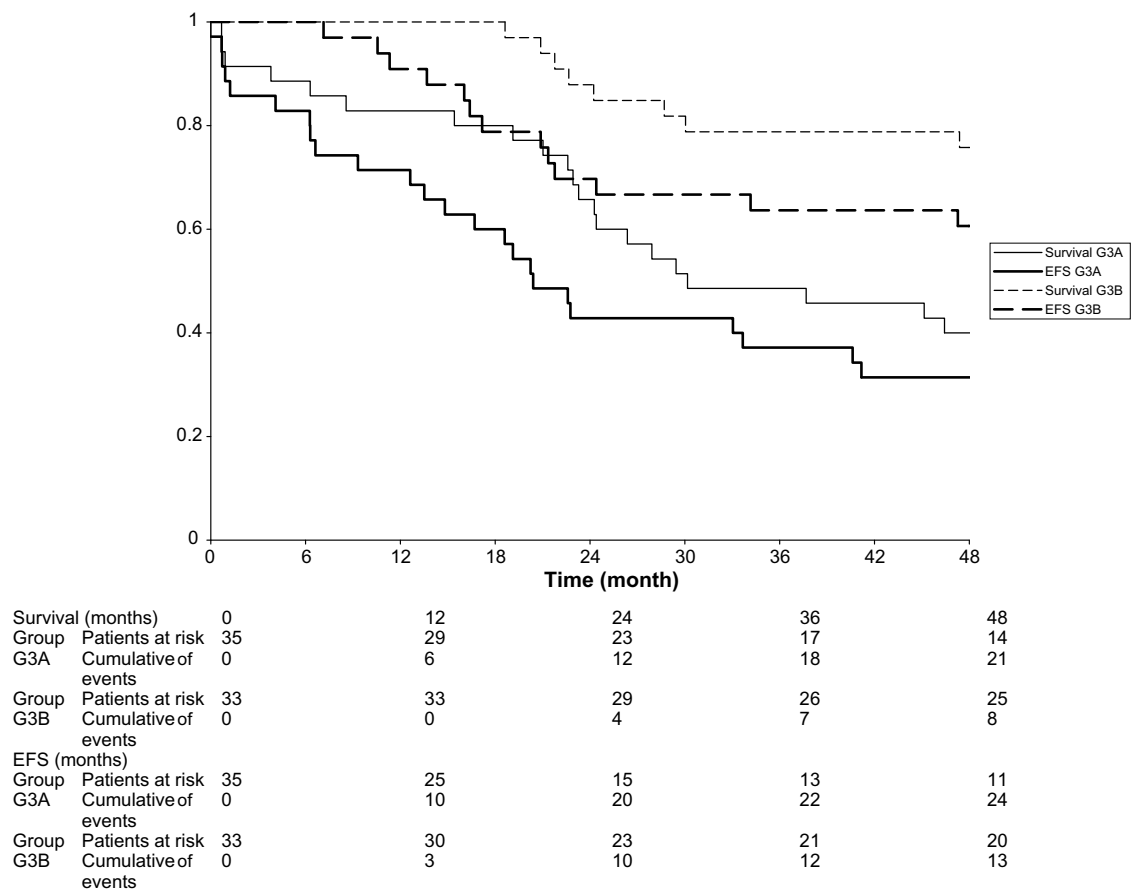 1
0.8
0.6
0.4
0.2
0
0 6 12 18 24 30 36 42 48
Time (month)
Survival G3A
EFS G3A
Survival G3B
EFS G3B
Survival (months) 0 12 24 36 48
Group Patients at risk 35 29 23 17 14
G3A Cumulative of 0 6 12 18 21
events
Group Patients at risk 33 33 29 26 25
G3B Cumulative of 0 0 4 7 8
events
EFS (months)
Group Patients at risk 35 25 15 13 11
G3A Cumulative of 0 10 20 22 24
events
Group Patients at risk 33 30 23 21 20
G3B Cumulative of 0 3 10 12 13
events